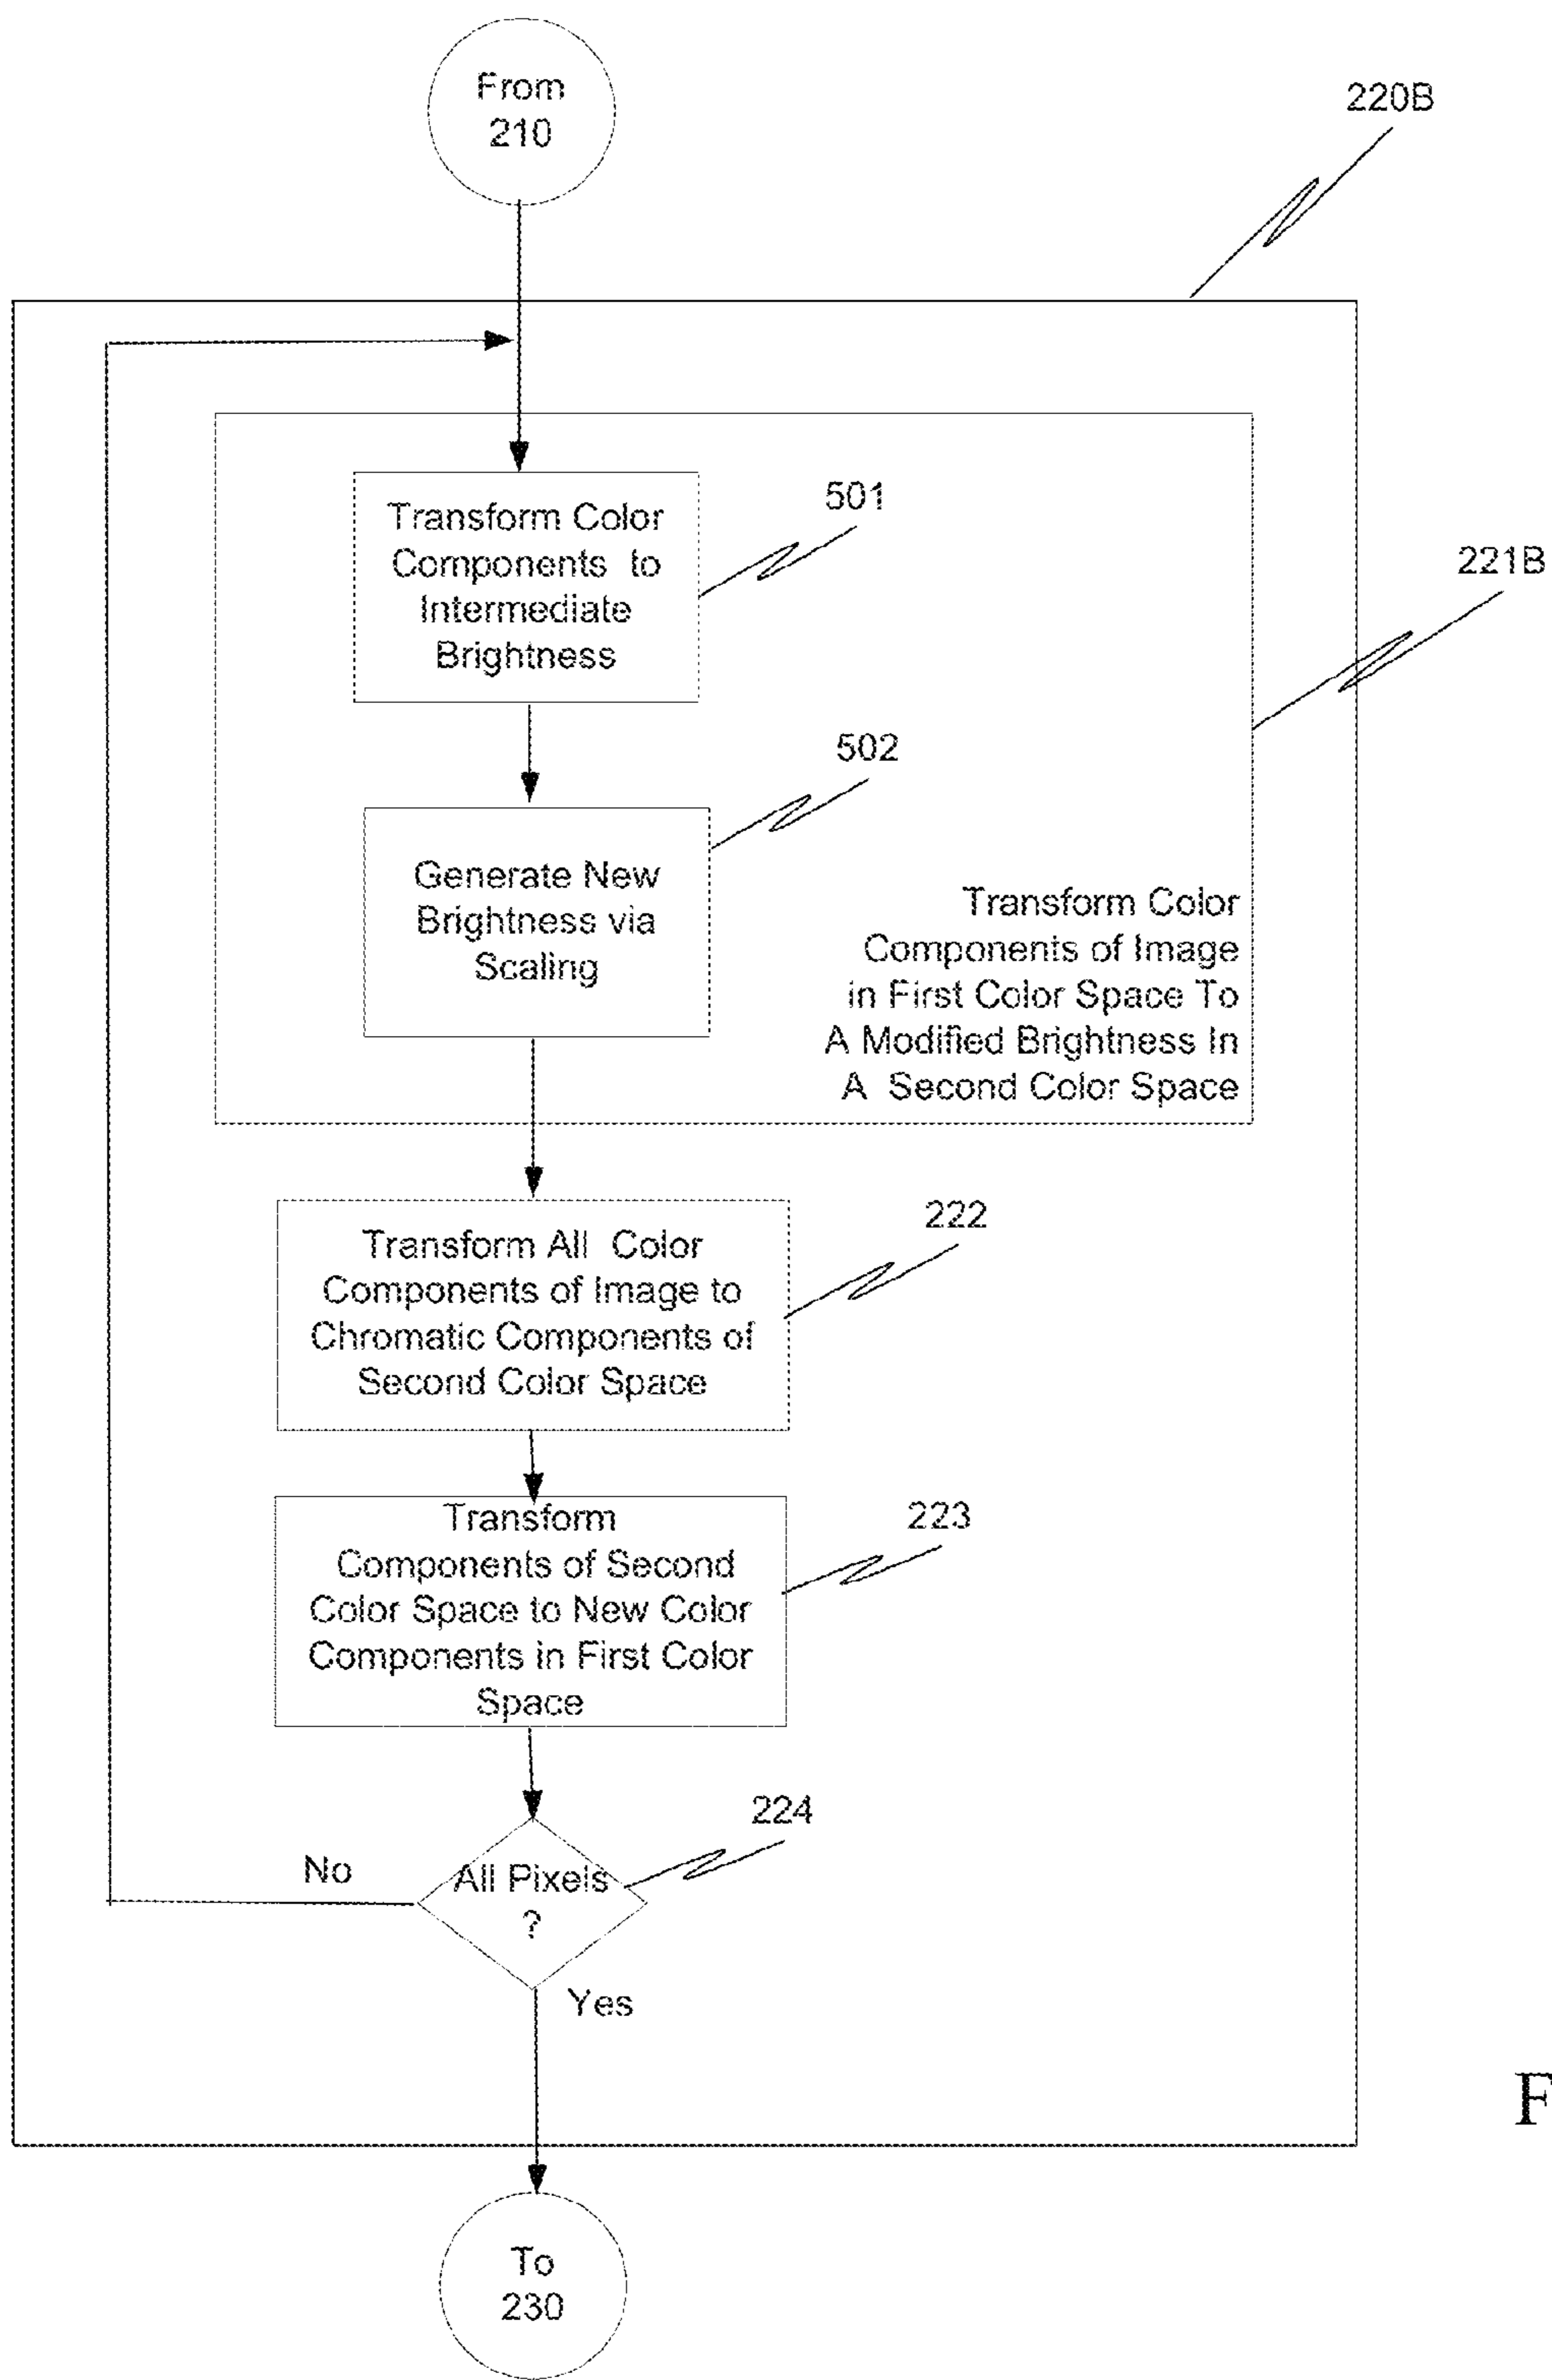 From
210
220B
Transform Color
Components to
Intermediate
Brightness
501
221B
502
Generate New
Brightness via
Scaling
Transform Color
Components of Image
in First Color Space To
A Modified Brightness In
A Second Color Space
Transform All Color
Components of Image to
Chromatic Components of
Second Color Space
222
Transform
Components of Second
Color Space to New Color
Components in First Color
Space
223
224
All Pixels
?
No
Yes
F
To
230